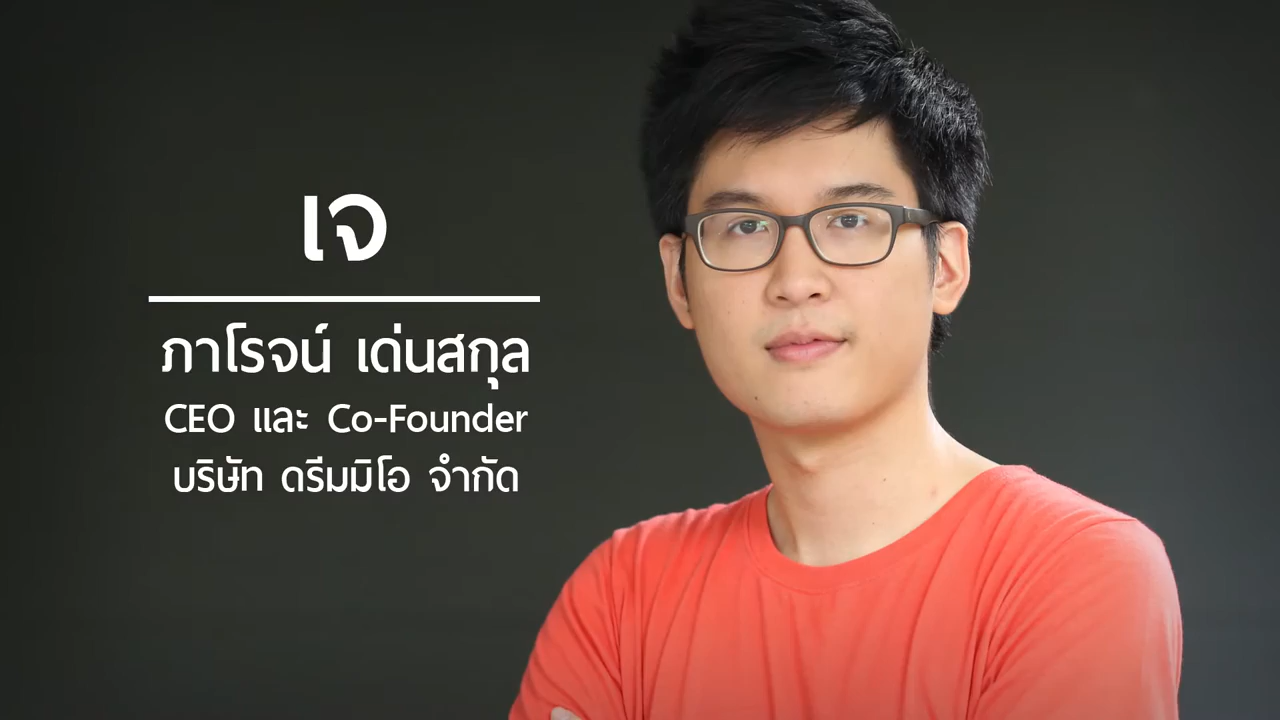 เจ
ภาโรจน์ เด่นสกุล
CEO และ Co-Founder
บริษัท ดรีมมิโอ จำกัด